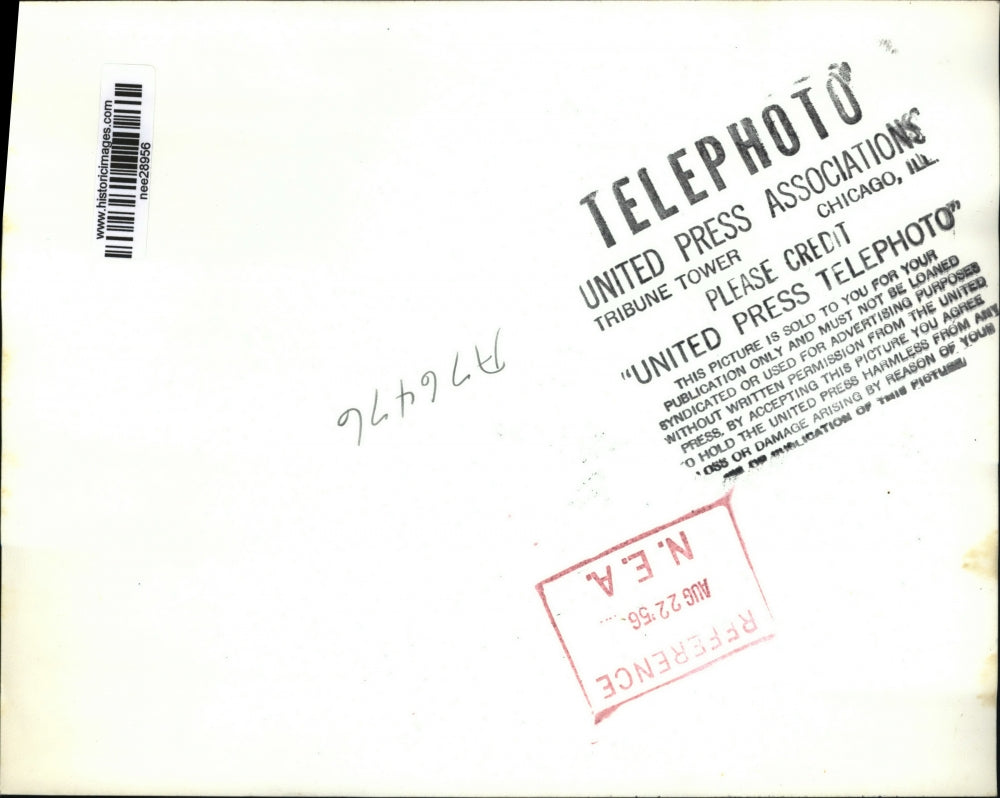 www.historicimages.com
nee28956
TELEPHOTO
UNITED PRESS ASSOCIATIONS
TRIBUNE TOWER CHICAGO, ILL.
PLEASE CREDIT
"UNITED PRESS TELEPHOTO"
THIS PICTURE IS SOLD TO YOU FOR YOUR
PUBLICATION ONLY AND MUST NOT BE LOANED
SYNDICATED OR USED FOR ADVERTISING PURPOSES
WITHOUT WRITTEN PERMISSION FROM THE UNITED
PRESS, BY ACCEPTING THIS PICTURE YOU AGREE
TO HOLD THE UNITED PRESS HARMLESS FROM ANY
LOSS OR DAMAGE ARISING BY REASON OF YOUR
PUBLICATION OF THIS PICTURE
A76476
REFERENCE
AUG 22 '56
N.E.A.